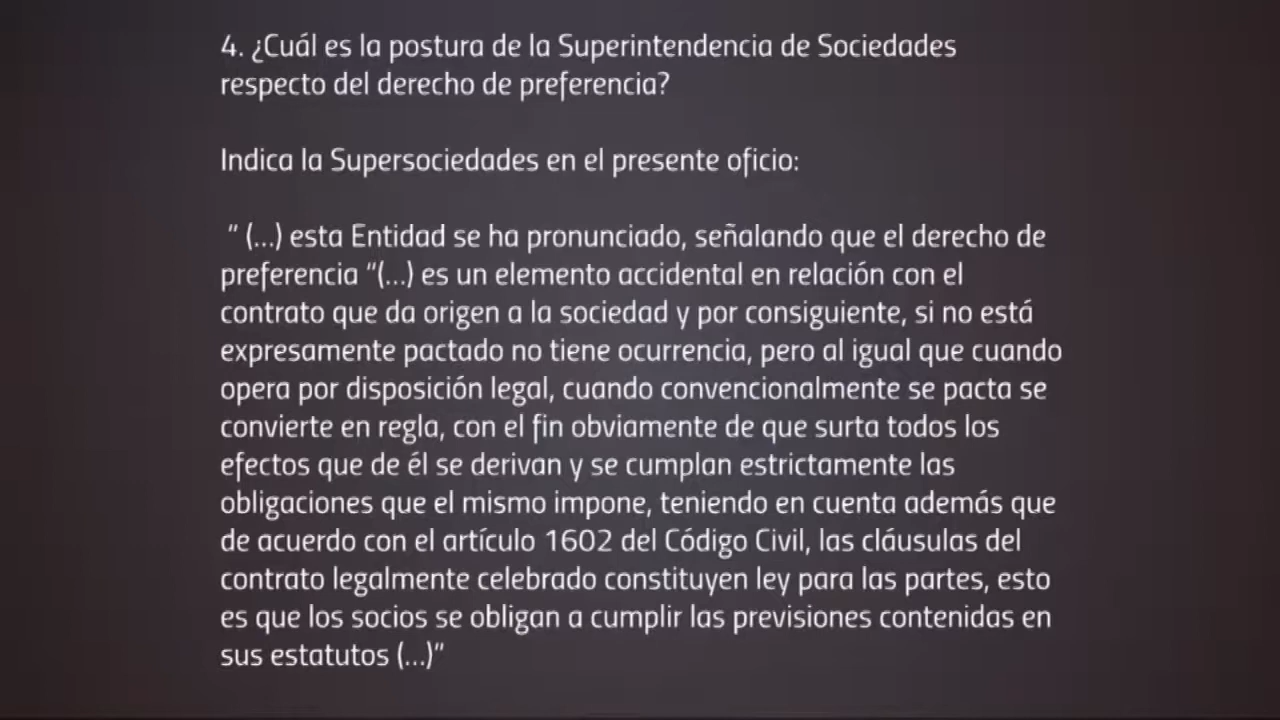 4. ¿Cuál es la postura de la Superintendencia de Sociedades
respecto del derecho de preferencia?
Indica la Supersociedades en el presente oficio:
“ (...) esta Entidad se ha pronunciado, señalando que el derecho de
preferencia “(...) es un elemento accidental en relación con el
contrato que da origen a la sociedad y por consiguiente, si no está
expresamente pactado no tiene ocurrencia, pero al igual que cuando
opera por disposición legal, cuando convencionalmente se pacta se
convierte en regla, con el fin obviamente de que surta todos los
efectos que de él se derivan y se cumplan estrictamente las
obligaciones que el mismo impone, teniendo en cuenta además que
de acuerdo con el artículo 1602 del Código Civil, las cláusulas del
contrato legalmente celebrado constituyen ley para las partes, esto
es que los socios se obligan a cumplir las previsiones contenidas en
sus estatutos (...)”